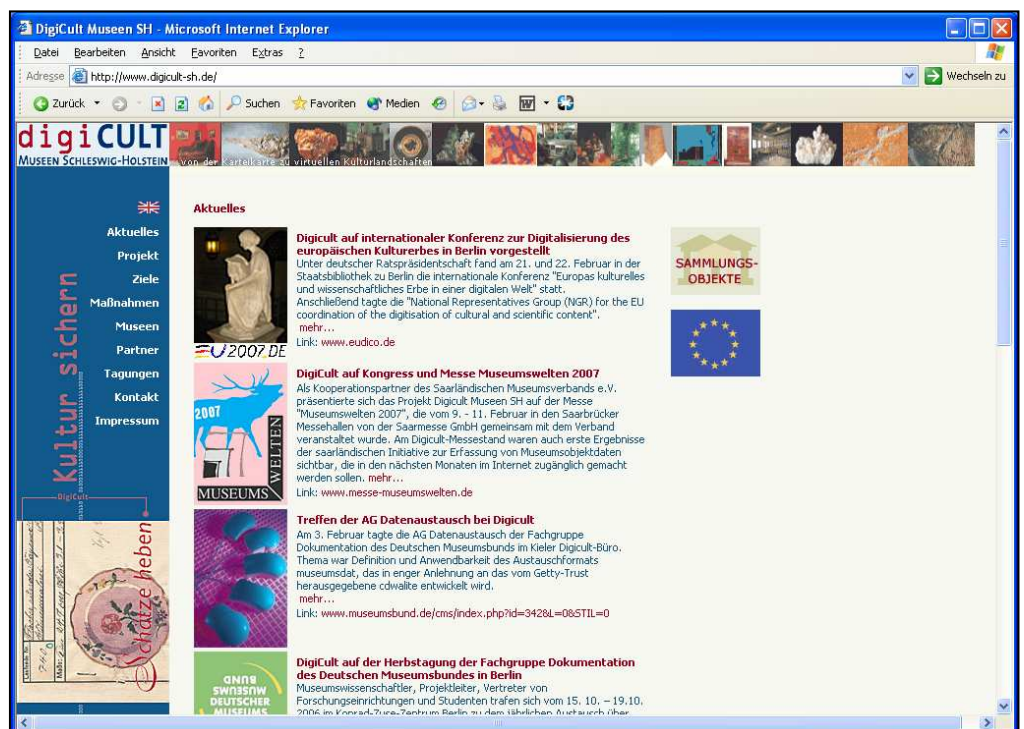 DigiCult Museen SH - Microsoft Internet Explorer
Datei Bearbeiten Ansicht Favoriten Extras ?
Adresse http://www.digicult-sh.de/ Wechseln zu
Zurück Suchen Favoriten Medien
digiCULT
MUSEEN SCHLESWIG-HOLSTEIN
von der Karteikarte zu virtuellen Kulturlandschaften
Aktuelles
Projekt
Ziele
Maßnahmen
Museen
Partner
Tagungen
Kontakt
Impressum
Kultur sichern
DigiCult
Schätze heben
Aktuelles
Digicult auf internationaler Konferenz zur Digitalisierung des
europäischen Kulturerbes in Berlin vorgestellt
Unter deutscher Ratspräsidentschaft fand am 21. und 22. Februar in der
Staatsbibliothek zu Berlin die internationale Konferenz "Europas kulturelles
und wissenschaftliches Erbe in einer digitalen Welt" statt.
Anschließend tagte die "National Representatives Group (NGR) for the EU
coordination of the digitisation of cultural and scientific content".
mehr...
Link: www.eudico.de
EU2007.DE
DigiCult auf Kongress und Messe Museumswelten 2007
Als Kooperationspartner des Saarländischen Museumsverbands e.V.
präsentierte sich das Projekt Digicult Museen SH auf der Messe
"Museumswelten 2007", die vom 9. - 11. Februar in den Saarbrücker
Messehallen von der Saarmesse GmbH gemeinsam mit dem Verband
veranstaltet wurde. Am Digicult-Messestand waren auch erste Ergebnisse
der saarländischen Initiative zur Erfassung von Museumsobjektdaten
sichtbar, die in den nächsten Monaten im Internet zugänglich gemacht
werden sollen. mehr...
Link: www.messe-museumswelten.de
2007
MUSEUMS
WELTEN
Treffen der AG Datenaustausch bei Digicult
Am 3. Februar tagte die AG Datenaustausch der Fachgruppe
Dokumentation des Deutschen Museumsbunds im Kieler Digicult-Büro.
Thema war Definition und Anwendbarkeit des Austauschformats
museumsdat, das in enger Anlehnung an das vom Getty-Trust
herausgegebene cdwalite entwickelt wird.
mehr...
Link: www.museumsbund.de/cms/index.php?id=342&L=0&STIL=0
DigiCult auf der Herbstagung der Fachgruppe Dokumentation
des Deutschen Museumsbundes in Berlin
Museumswissenschaftler, Projektleiter, Vertreter von
Forschungseinrichtungen und Studenten trafen sich vom 15. 10. – 19.10.
2006 im Konrad-Zuse-Zentrum Berlin zu dem jährlichen Austausch über
BUND
MUSEUMS
DEUTSCHER
MUSEUMS
SAMMLUNGS-
OBJEKTE